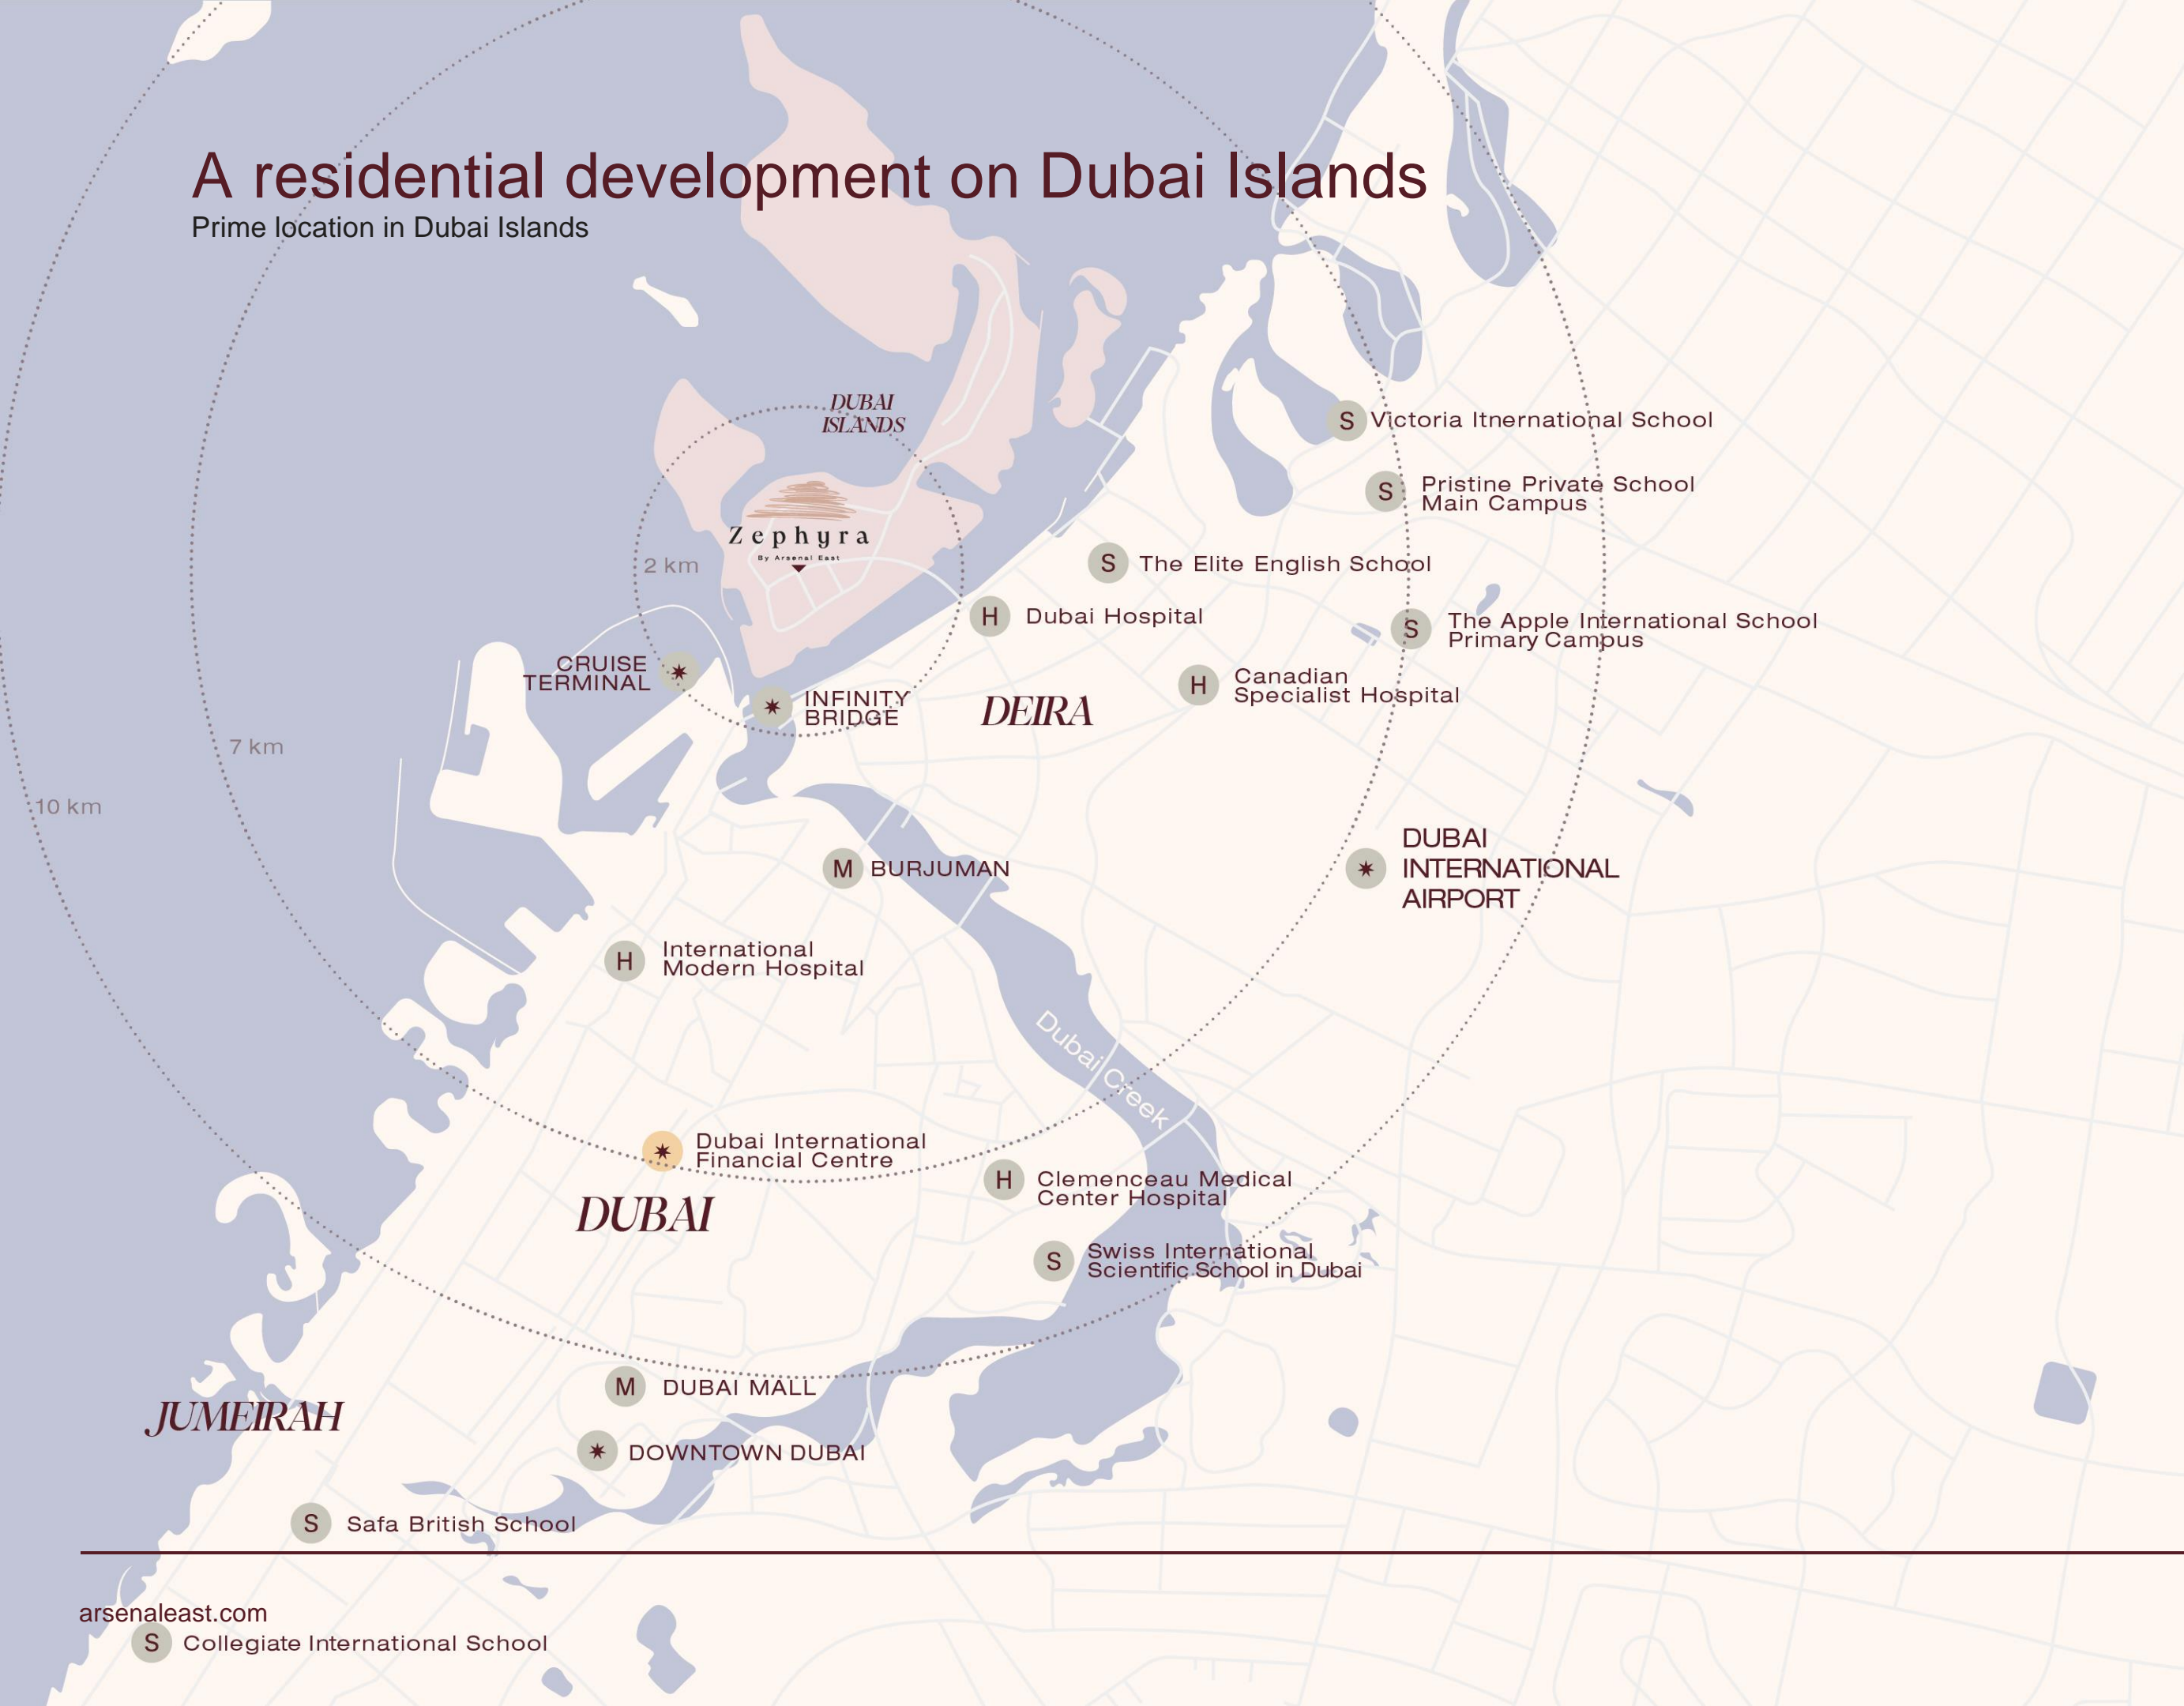 A residential development on Dubai Islands
Prime location in Dubai Islands
DUBAI
ISLANDS
S Victoria Itnernational School
S Pristine Private School
Main Campus
Zephyra
By Arsenal East
2 km
S The Elite English School
H Dubai Hospital
S The Apple International School
Primary Campus
CRUISE
TERMINAL
H Canadian
Specialist Hospital
INFINITY
BRIDGE
DEIRA
7 km
10 km
DUBAI
INTERNATIONAL
AIRPORT
M BURJUMAN
H International
Modern Hospital
Dubai Creek
Dubai International
Financial Centre
H Clemenceau Medical
Center Hospital
DUBAI
S Swiss International
Scientific School in Dubai
M DUBAI MALL
JUMEIRAH
DOWNTOWN DUBAI
S Safa British School
arsenaleast.com
S Collegiate International School